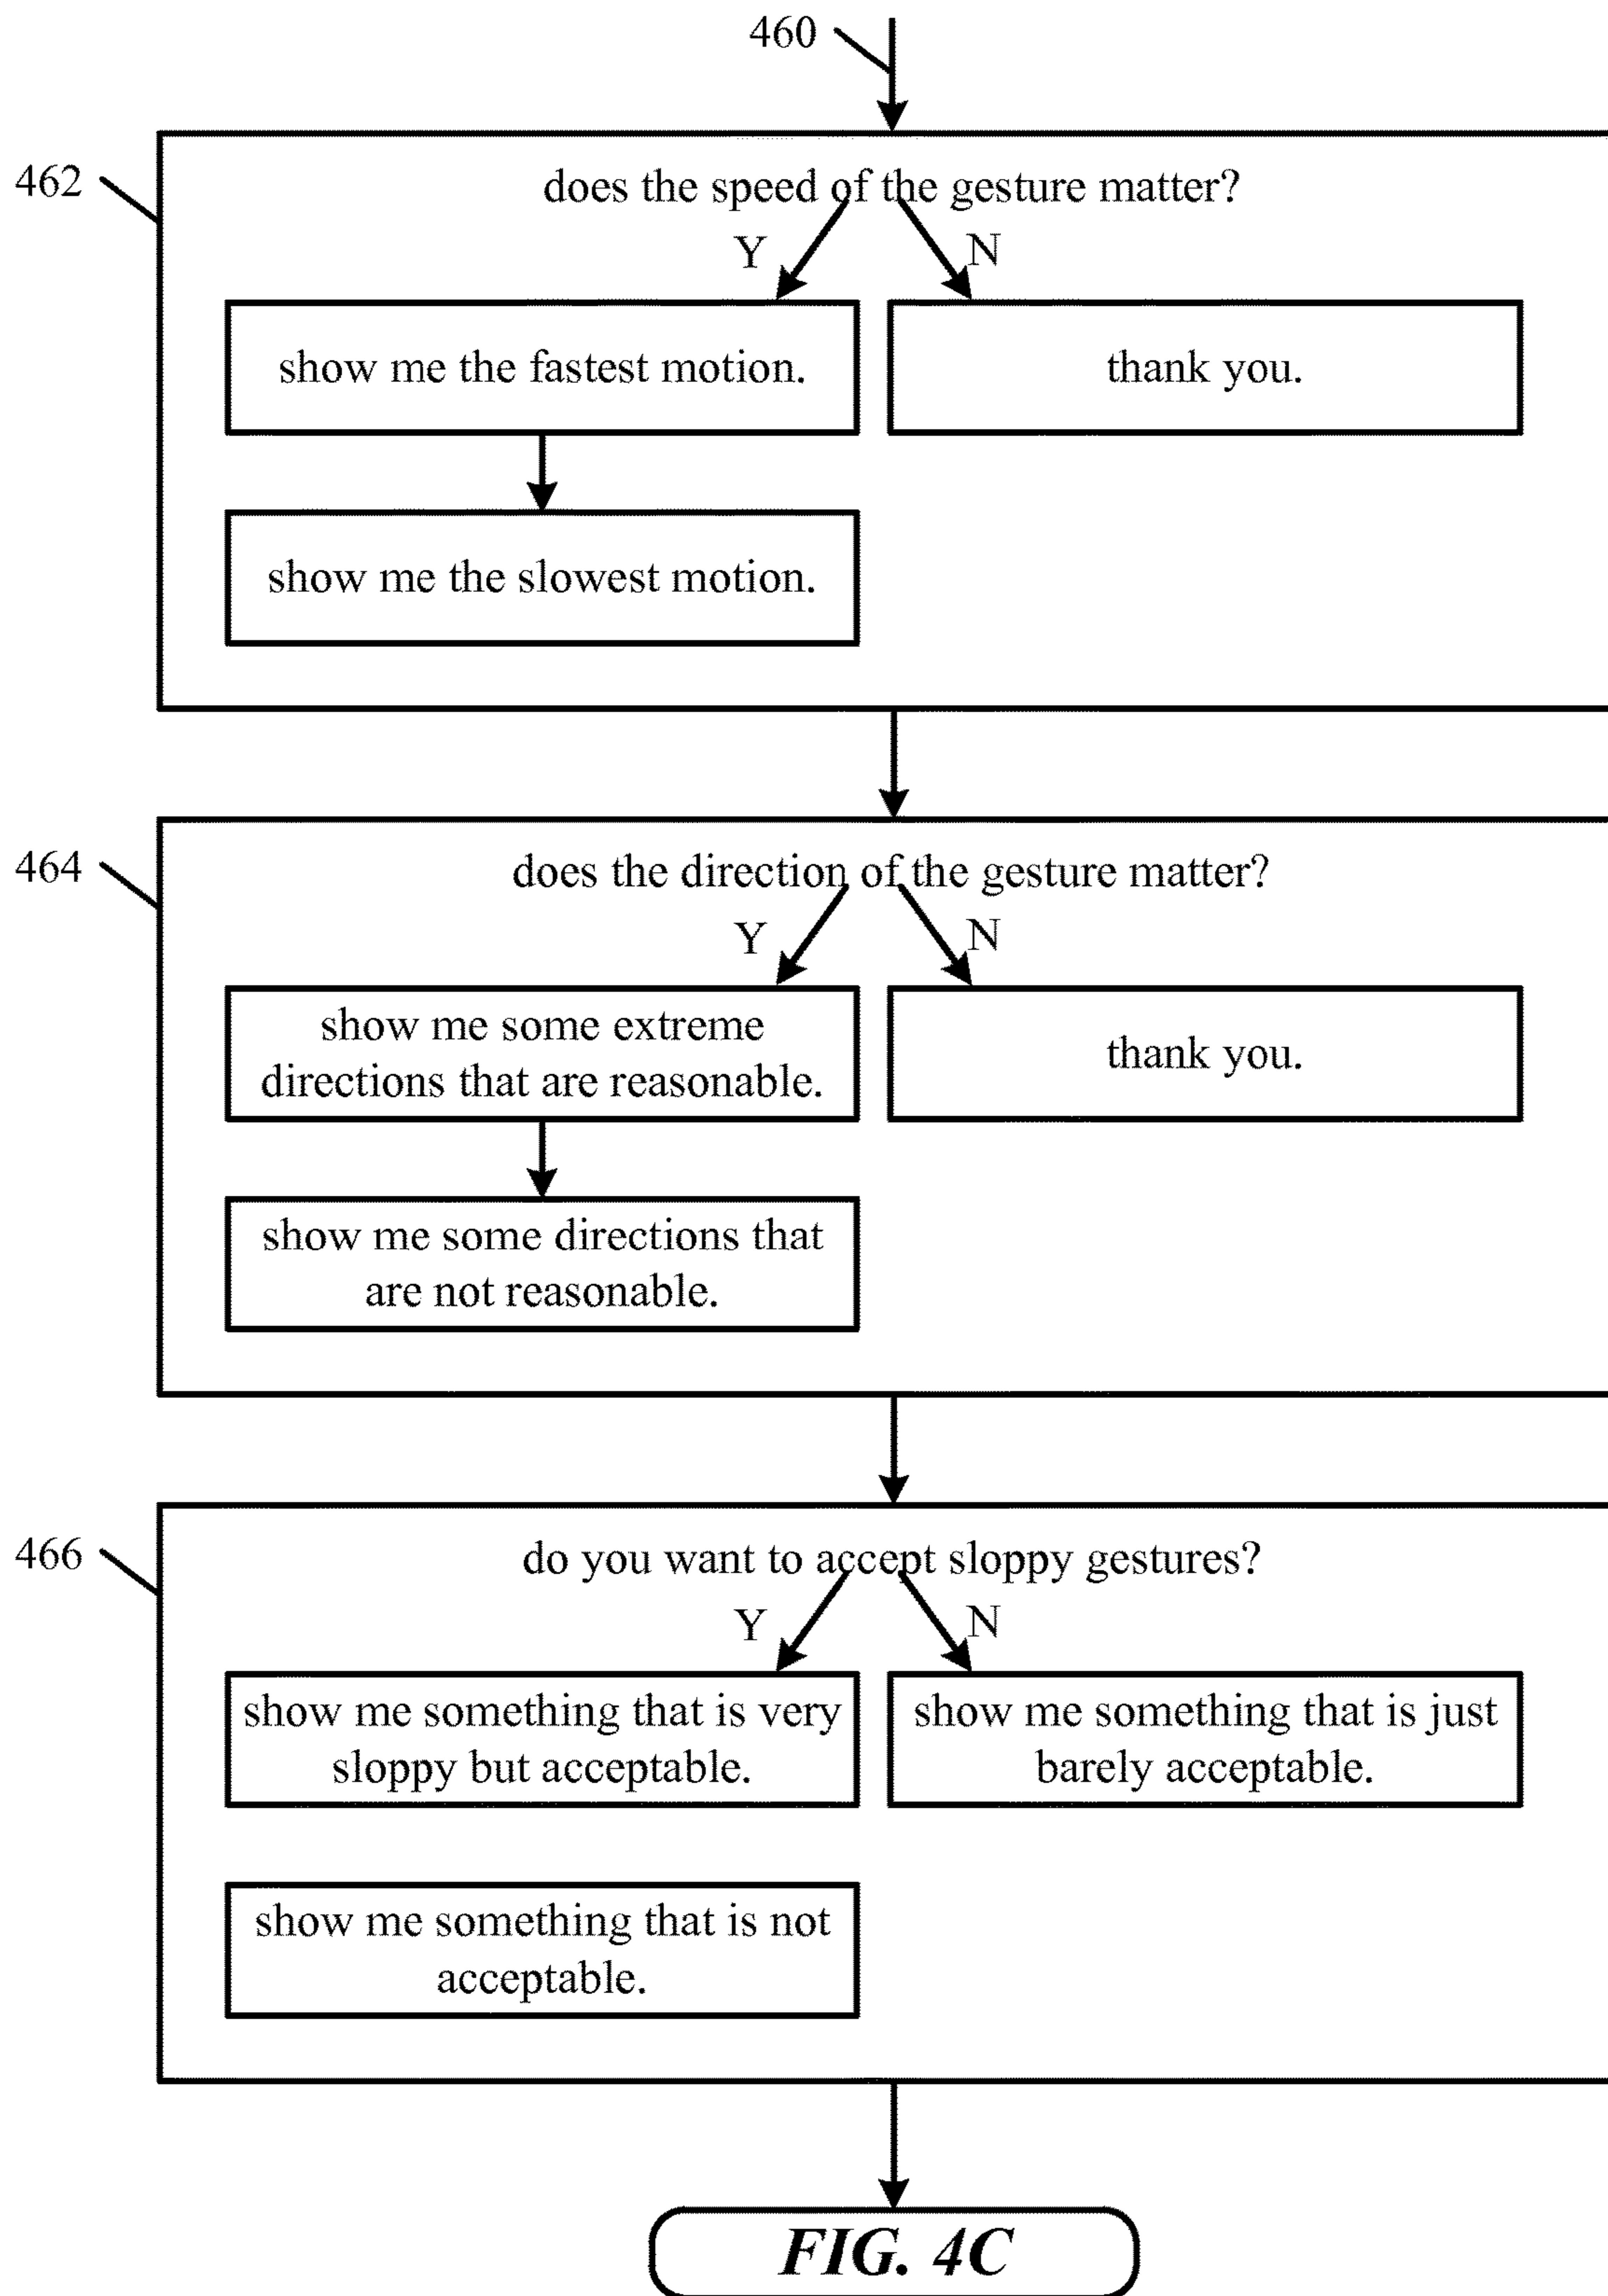 460
462
does the speed of the gesture matter?
Y
N
show me the fastest motion.
thank you.
show me the slowest motion.
464
does the direction of the gesture matter?
Y
N
show me some extreme
directions that are reasonable.
thank you.
show me some directions that
are not reasonable.
466
do you want to accept sloppy gestures?
Y
N
show me something that is very
sloppy but acceptable.
show me something that is just
barely acceptable.
show me something that is not
acceptable.
FIG. 4C